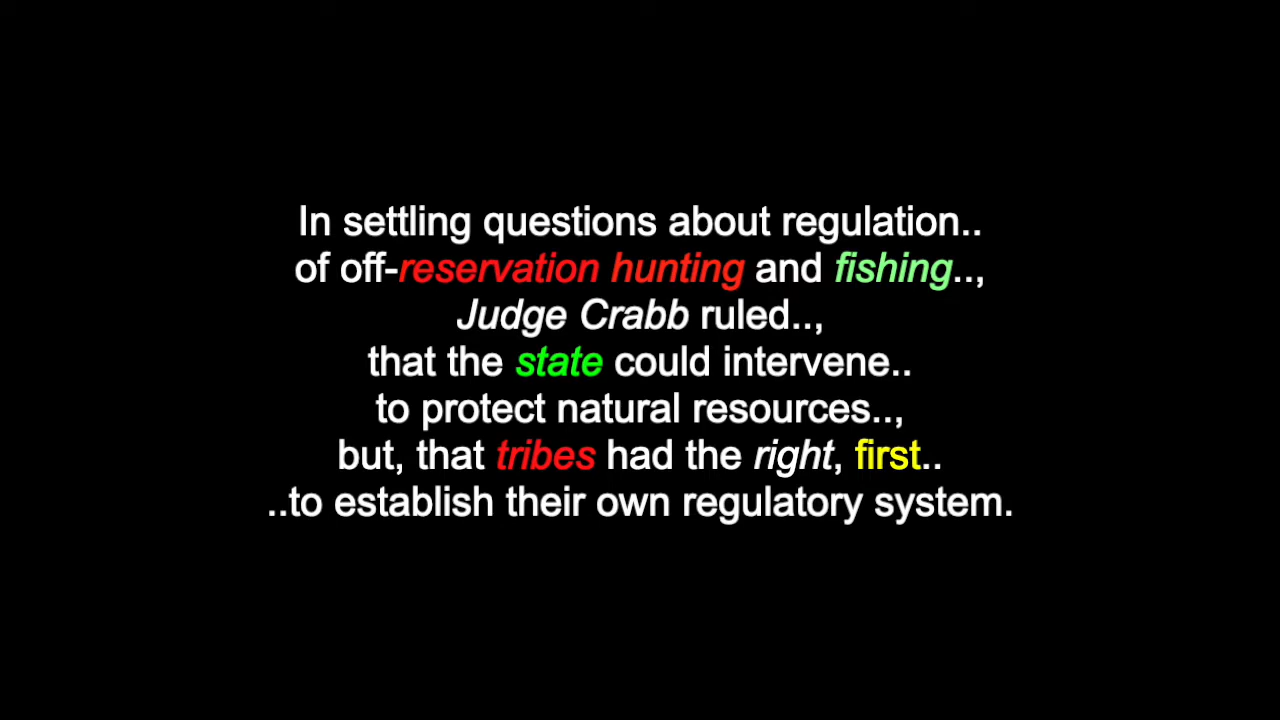 In settling questions about regulation..
of off-reservation hunting and fishing..,
Judge Crabb ruled..,
that the state could intervene..
to protect natural resources..,
but, that tribes had the right, first..
..to establish their own regulatory system.